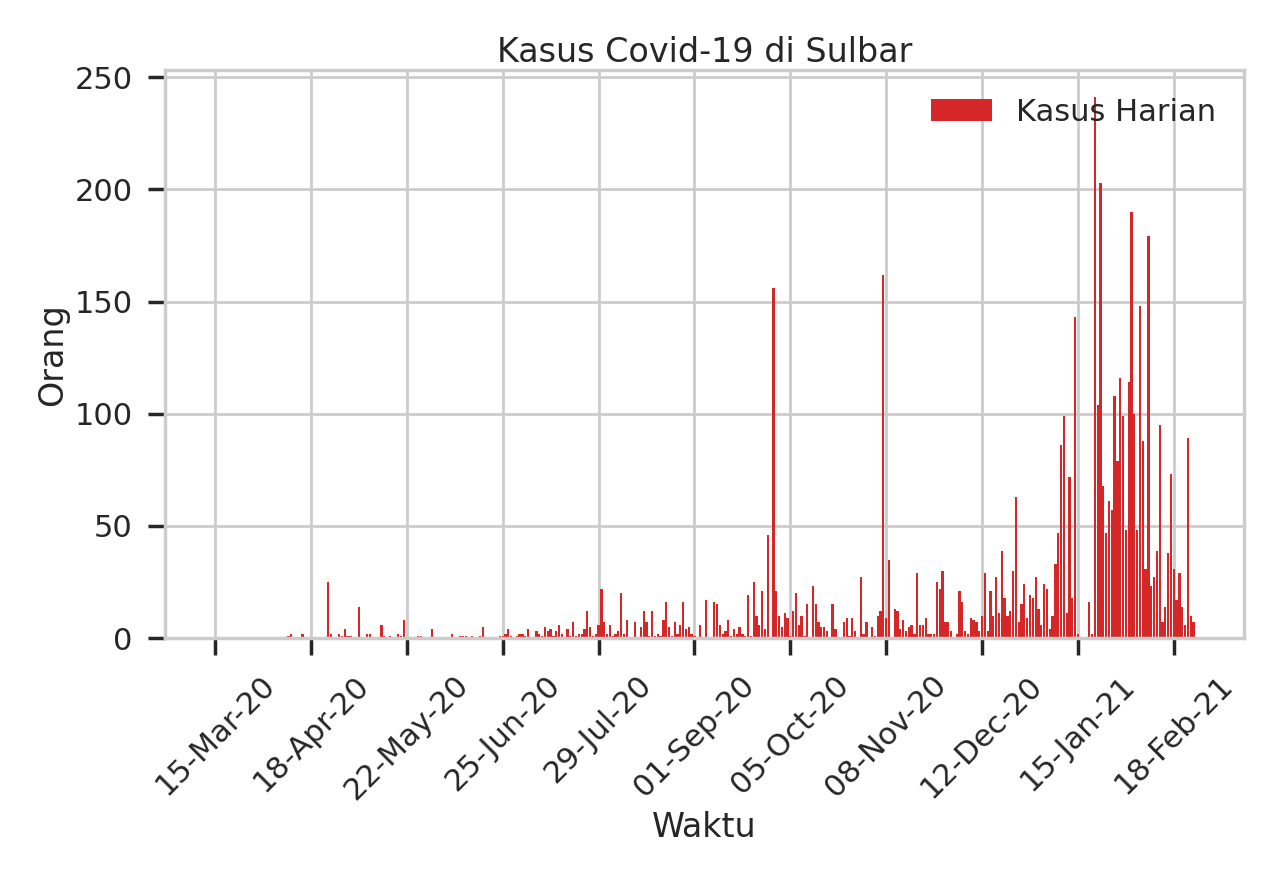 Kasus Covid-19 di Sulbar
Kasus Harian
Orang
250
200
150
100
50
0
15-Mar-20
18-Apr-20
22-May-20
25-Jun-20
29-Jul-20
01-Sep-20
05-Oct-20
08-Nov-20
12-Dec-20
15-Jan-21
18-Feb-21
Waktu